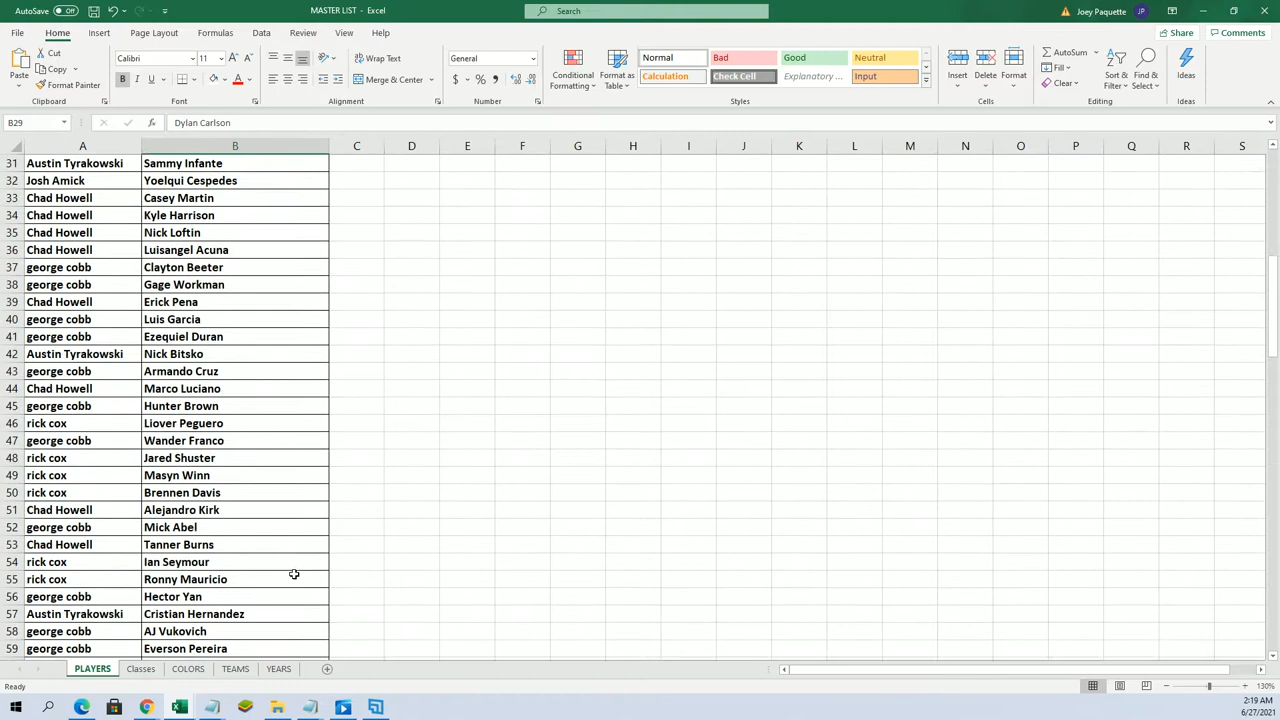 AutoSave Off MASTER LIST - Excel Search Joey Paquette JP
File Home Insert Page Layout Formulas Data Review View Help Share Comments
Paste Cut Copy Format Painter Clipboard
Calibri 11 B I U A Font
Wrap Text Merge & Center Alignment
General $ % Number
Conditional Formatting Format as Table
Normal Bad Good Neutral
Calculation Check Cell Explanatory ... Input
Styles
Insert Delete Format Cells
AutoSum Fill Clear Sort & Filter Find & Select Editing
Ideas Ideas
B29 fx Dylan Carlson
A B C D E F G H I J K L M N O P Q R S
31 Austin Tyrakowski Sammy Infante
32 Josh Amick Yoelqui Cespedes
33 Chad Howell Casey Martin
34 Chad Howell Kyle Harrison
35 Chad Howell Nick Loftin
36 Chad Howell Luisangel Acuna
37 george cobb Clayton Beeter
38 george cobb Gage Workman
39 Chad Howell Erick Pena
40 george cobb Luis Garcia
41 george cobb Ezequiel Duran
42 Austin Tyrakowski Nick Bitsko
43 george cobb Armando Cruz
44 Chad Howell Marco Luciano
45 george cobb Hunter Brown
46 rick cox Liover Peguero
47 george cobb Wander Franco
48 rick cox Jared Shuster
49 rick cox Masyn Winn
50 rick cox Brennen Davis
51 Chad Howell Alejandro Kirk
52 george cobb Mick Abel
53 Chad Howell Tanner Burns
54 rick cox Ian Seymour
55 rick cox Ronny Mauricio
56 george cobb Hector Yan
57 Austin Tyrakowski Cristian Hernandez
58 george cobb AJ Vukovich
59 george cobb Everson Pereira
PLAYERS Classes COLORS TEAMS YEARS
Ready 130%
2:19 AM
6/27/2021